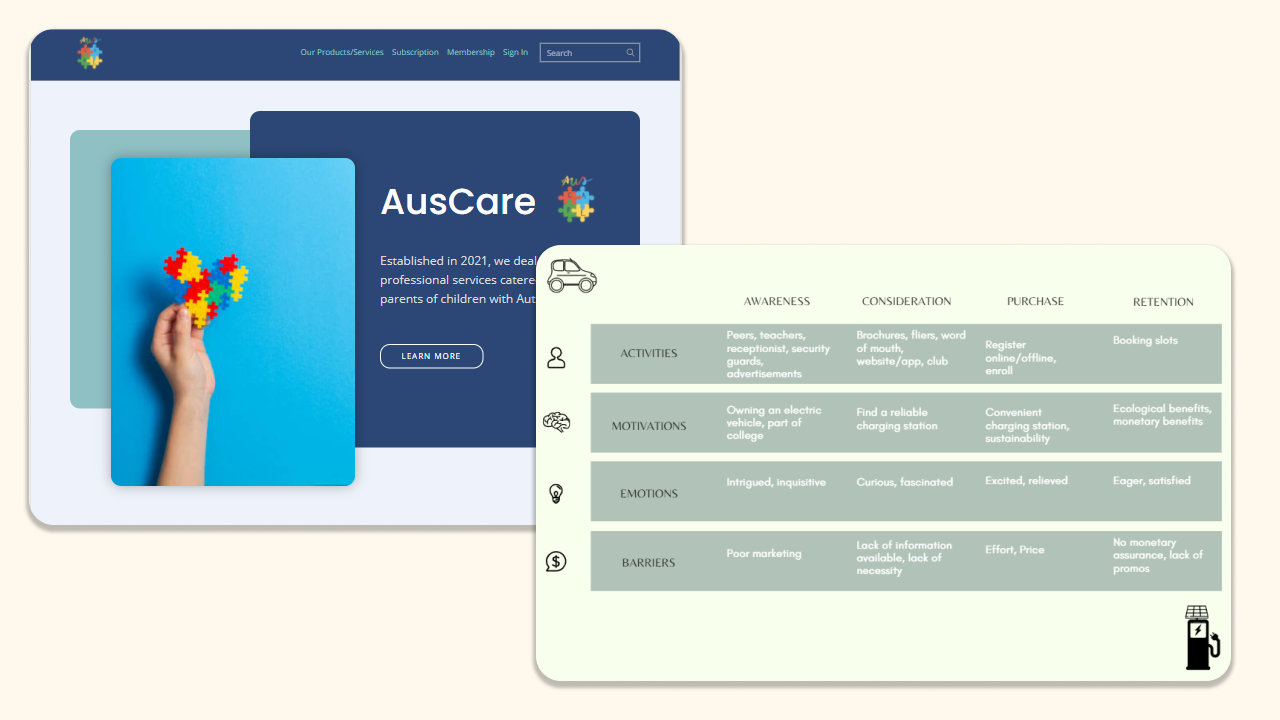 Aus
Our Products/Services Subscription Membership Sign In Search
AusCare Aus
Established in 2021, we deal
professional services catere
parents of children with Aut
LEARN MORE
AWARENESS CONSIDERATION PURCHASE RETENTION
ACTIVITIES
Peers, teachers,
receptionist, security
guards,
advertisements
Brochures, fliers, word
of mouth,
website/app, club
Register
online/offline,
enroll
Booking slots
MOTIVATIONS
Owning an electric
vehicle, part of
college
Find a reliable
charging station
Convenient
charging station,
sustainability
Ecological benefits,
monetary benefits
EMOTIONS
Intrigued, inquisitive
Curious, fascinated
Excited, relieved
Eager, satisfied
BARRIERS
Poor marketing
Lack of information
available, lack of
necessity
Effort, Price
No monetary
assurance, lack of
promos